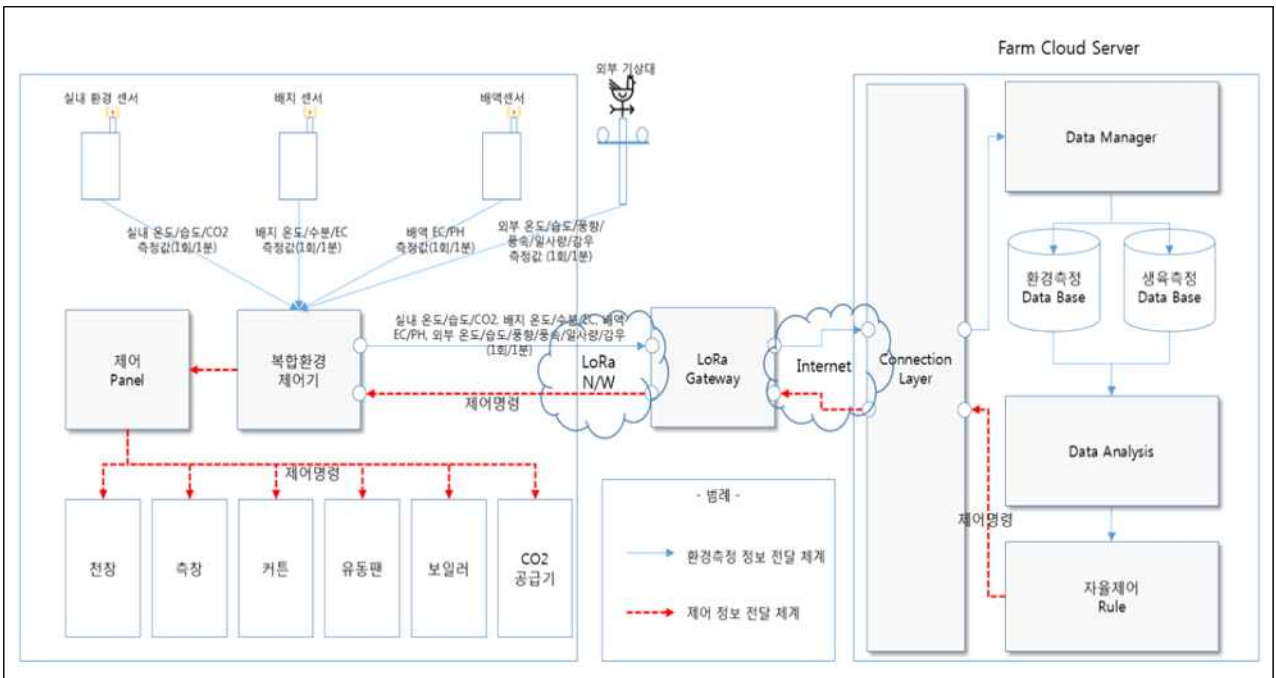 Farm Cloud Server
실내 환경 센서
배지 센서
배액센서
외부 기상대
실내 온도/습도/CO2
측정값(1회/1분)
배지 온도/수분/EC
측정값(1회/1분)
배액 EC/PH
측정값(1회/1분)
외부 온도/습도/풍향/
풍속/일사량/감우
측정값 (1회/1분)
Data Manager
환경측정
Data Base
생육측정
Data Base
제어
Panel
복합환경
제어기
실내 온도/습도/CO2, 배지 온도/수분/EC, 배액
EC/PH, 외부 온도/습도/풍향/풍속/일사량/감우
(1회/1분)
제어명령
LoRa
N/W
LoRa
Gateway
Internet
Connection
Layer
Data Analysis
제어명령
자율제어
Rule
제어명령
천창
측창
커튼
유동팬
보일러
CO2
공급기
- 범례 -
환경측정 정보 전달 체계
제어 정보 전달 체계